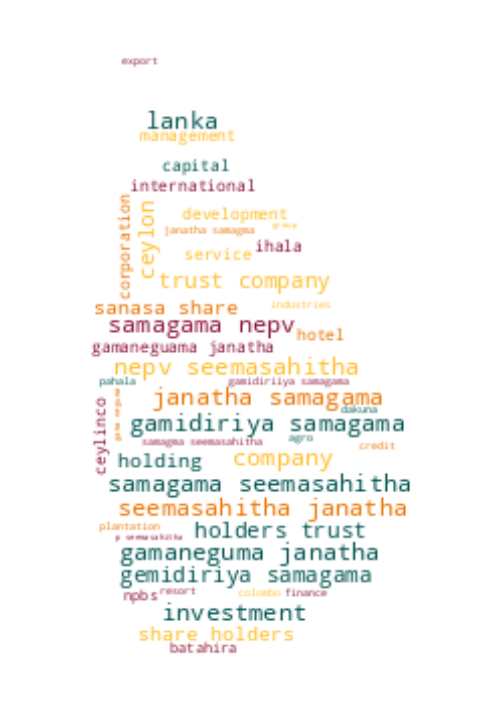 export
lanka
management
capital
international
corporation
ceylon
development
janatha samagma
group
service
ihala
trust company
sanasa share
industries
samagama nepv
hotel
gamaneguama janatha
nepv seemasahitha
pahala
gamidiriiya samagama
janatha samagama
dakuna
ceylinco
gamidiriya samagama
samagma seemasahitha
agro
credit
holding
company
samagama seemasahitha
seemasahitha janatha
plantation
holders trust
p seemasahitha
gamaneguma janatha
gemidiriya samagama
npbs
resort
colombo
finance
investment
share holders
batahira